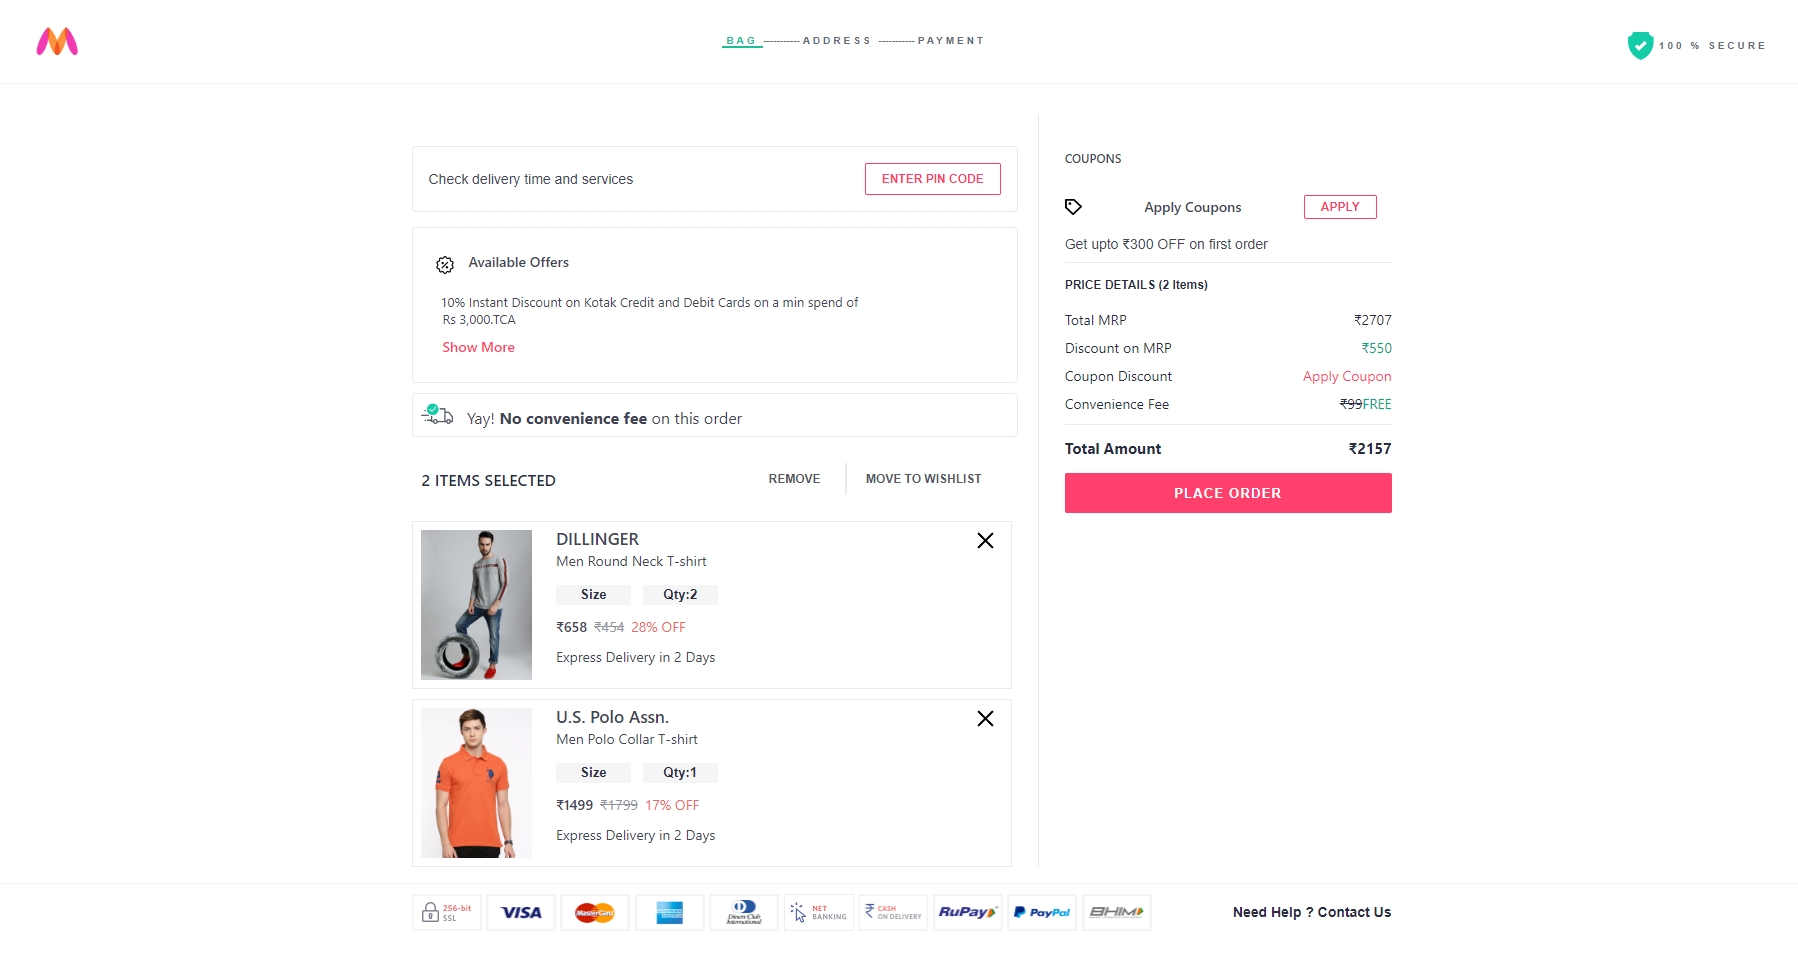 BAG ----------- ADDRESS ----------- PAYMENT
100 % SECURE
Check delivery time and services
ENTER PIN CODE
Available Offers
10% Instant Discount on Kotak Credit and Debit Cards on a min spend of
Rs 3,000.TCA
Show More
Yay! No convenience fee on this order
2 ITEMS SELECTED
REMOVE
MOVE TO WISHLIST
DILLINGER
Men Round Neck T-shirt
Size Qty:2
₹658 ₹454 28% OFF
Express Delivery in 2 Days
U.S. Polo Assn.
Men Polo Collar T-shirt
Size Qty:1
₹1499 ₹1799 17% OFF
Express Delivery in 2 Days
COUPONS
Apply Coupons
APPLY
Get upto ₹300 OFF on first order
PRICE DETAILS (2 Items)
Total MRP ₹2707
Discount on MRP ₹550
Coupon Discount Apply Coupon
Convenience Fee ₹99FREE
Total Amount ₹2157
PLACE ORDER
256-bit
SSL
VISA
MasterCard
Diners Club
International
NET
BANKING
CASH
ON DELIVERY
RuPay
PayPal
BHIM
Need Help ? Contact Us